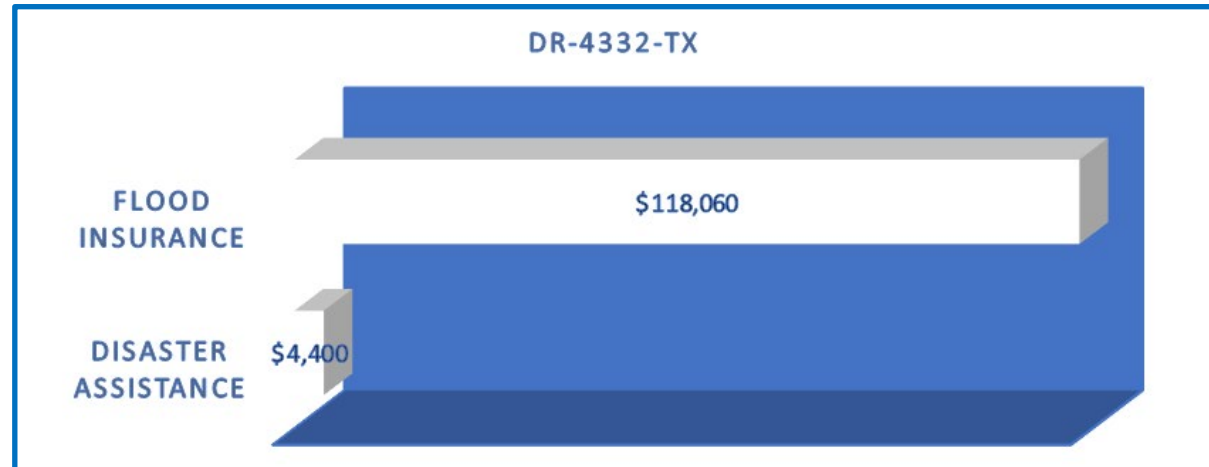 DR-4332-TX
FLOOD
INSURANCE
$118,060
DISASTER
ASSISTANCE
$4,400